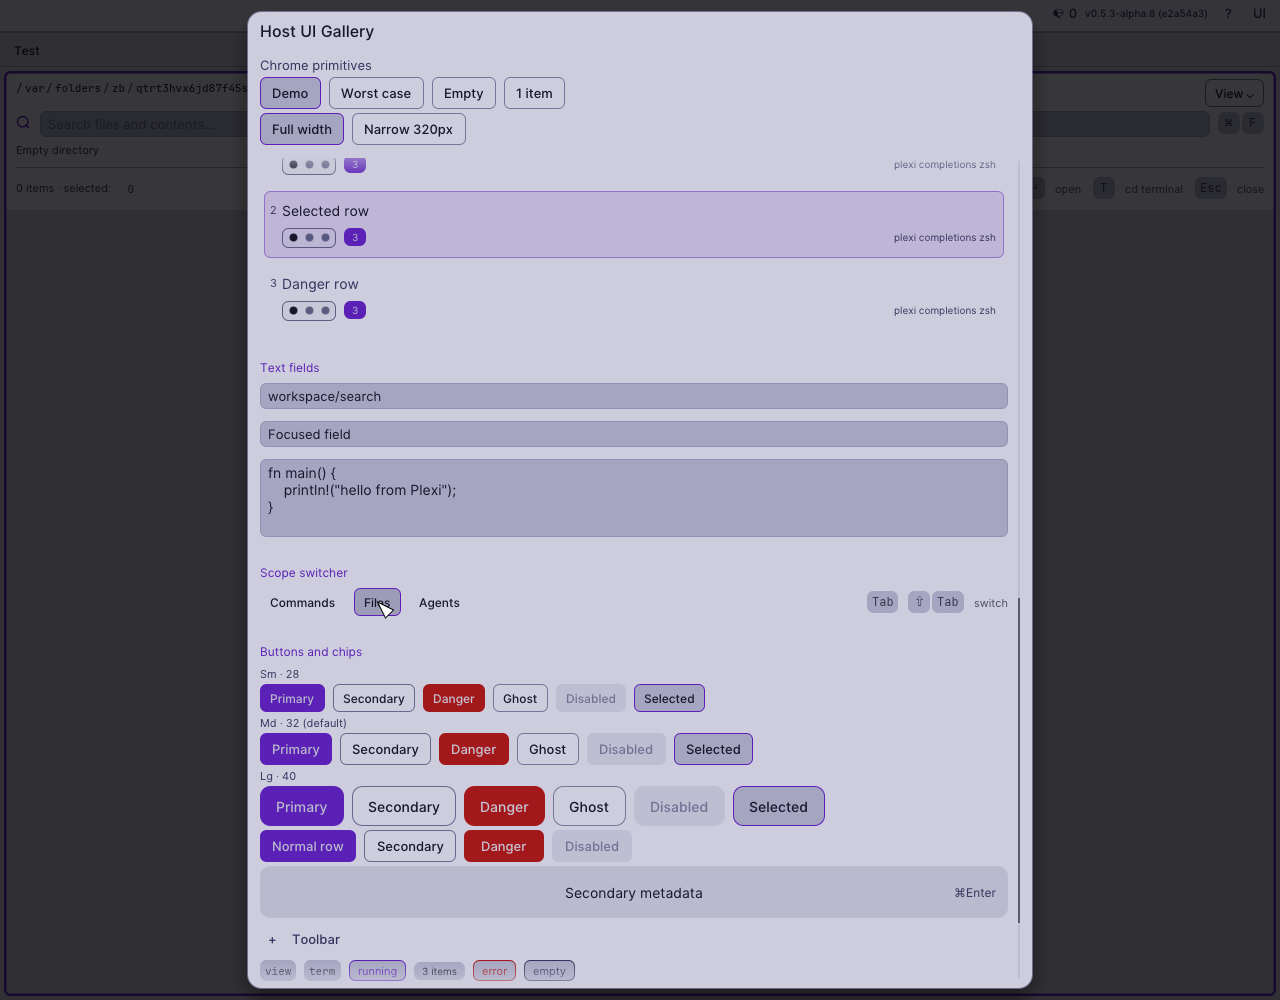 0 v0.5.3-alpha.8 (e2a54a3) ? UI
Test
/var/folders/zb/qtrt3hvx6jd87f45s
View
Search files and contents...
⌘ F
Empty directory
0 items · selected: 0
open T cd terminal Esc close
Host UI Gallery
Chrome primitives
Demo Worst case Empty 1 item
Full width Narrow 320px
3 plexi completions zsh
2 Selected row
3 plexi completions zsh
3 Danger row
3 plexi completions zsh
Text fields
workspace/search
Focused field
fn main() {
    println!("hello from Plexi");
}
Scope switcher
Commands Files Agents Tab ⇧ Tab switch
Buttons and chips
Sm · 28
Primary Secondary Danger Ghost Disabled Selected
Md · 32 (default)
Primary Secondary Danger Ghost Disabled Selected
Lg · 40
Primary Secondary Danger Ghost Disabled Selected
Normal row Secondary Danger Disabled
Secondary metadata ⌘Enter
+ Toolbar
view term running 3 items error empty